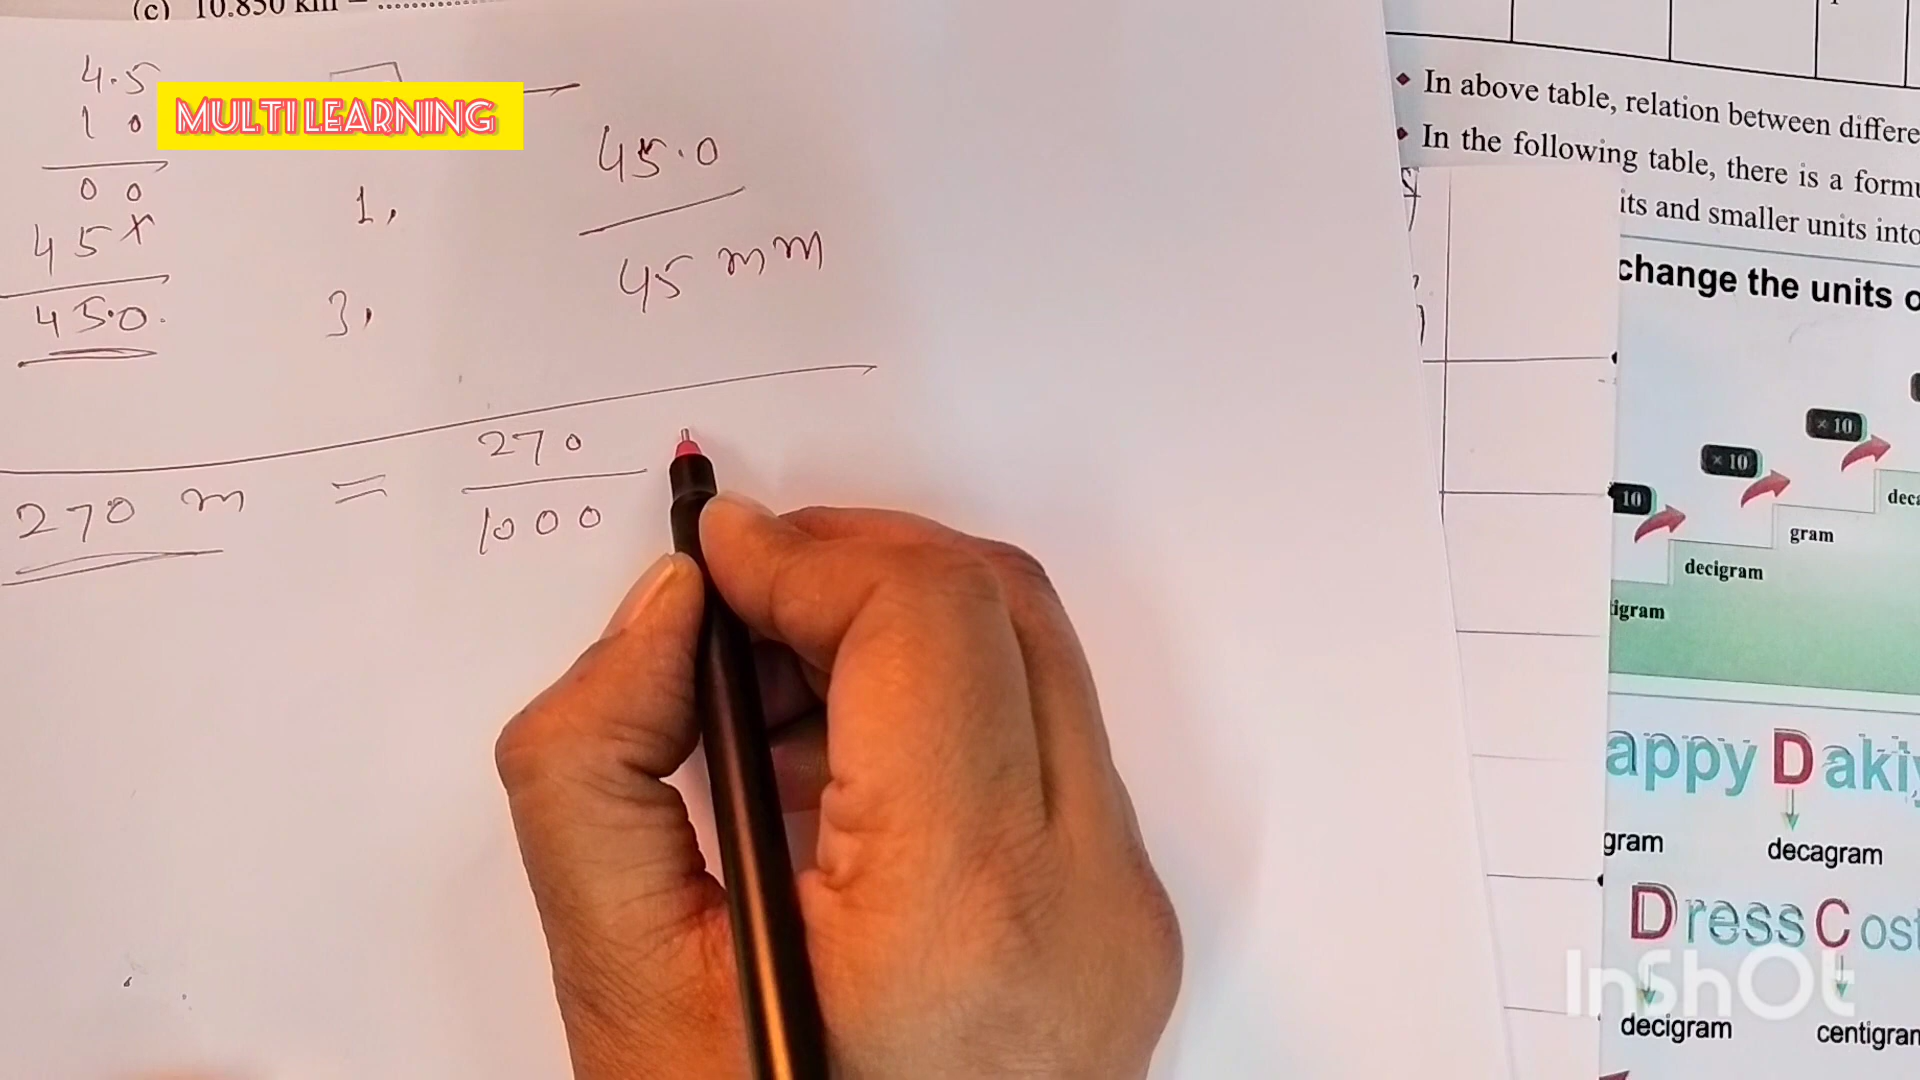 (c) 10.850 km = ..............
4.5
1 0
0 0
4 5 x
4 5.0.
MULTI LEARNING
1,
3,
45.0
45 mm
270 m = 270
1000
In above table, relation between differe
In the following table, there is a formu
its and smaller units into
change the units o
× 10
× 10
10
deca
gram
decigram
tigram
appy Dakiy
gram
decagram
Dress Cost
decigram
centigram
InShOt